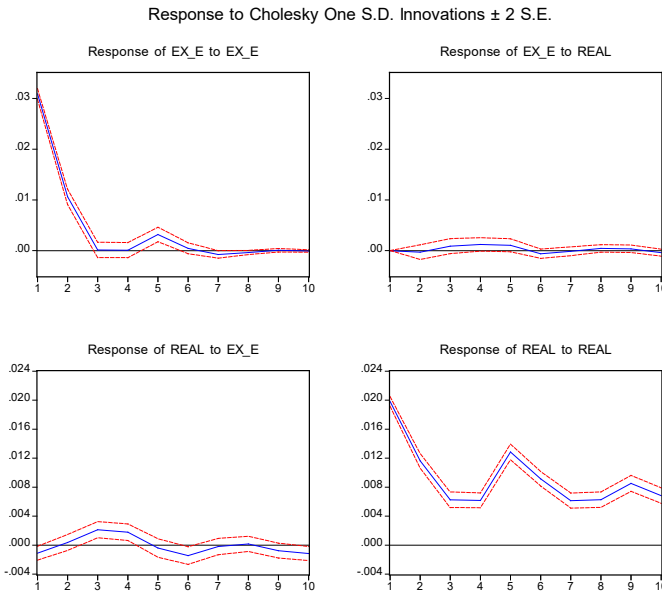 Response to Cholesky One S.D. Innovations ± 2 S.E.
Response of EX_E to EX_E
.03
.02
.01
.00
1 2 3 4 5 6 7 8 9 10
Response of EX_E to REAL
.03
.02
.01
.00
1 2 3 4 5 6 7 8 9 10
Response of REAL to EX_E
.024
.020
.016
.012
.008
.004
.000
-.004
1 2 3 4 5 6 7 8 9 10
Response of REAL to REAL
.024
.020
.016
.012
.008
.004
.000
-.004
1 2 3 4 5 6 7 8 9 10